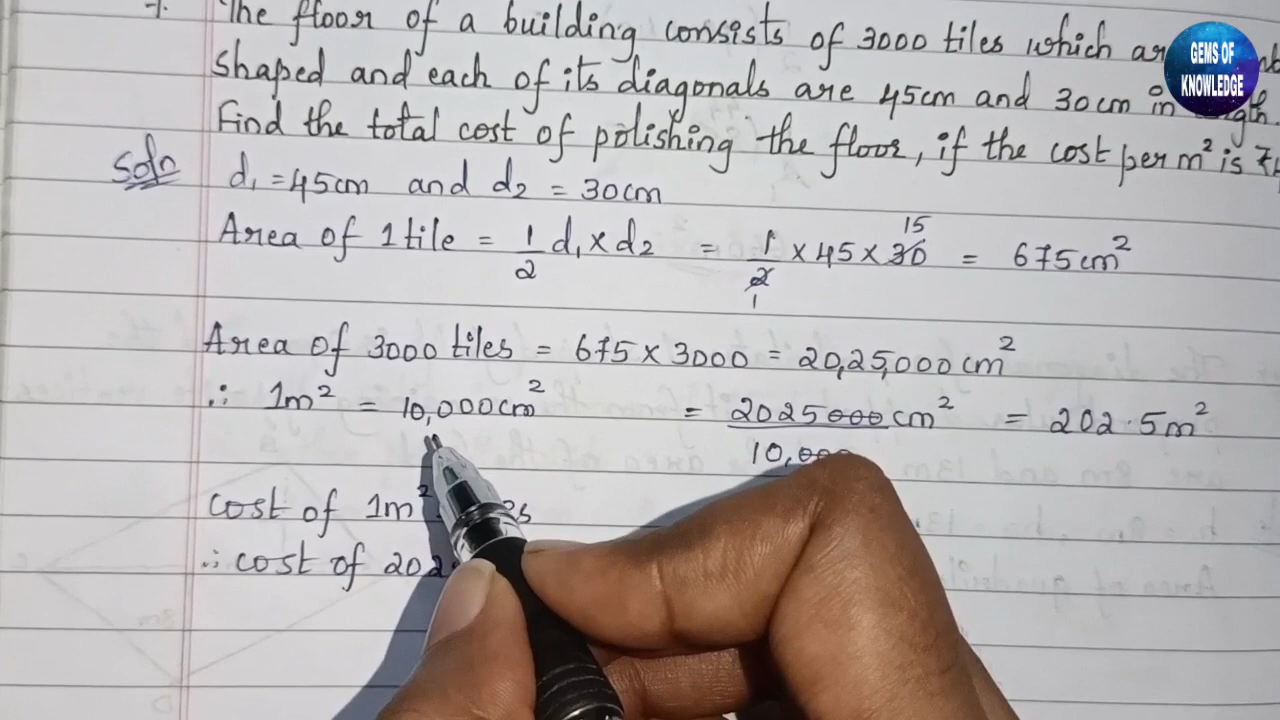 7. The floor of a building consists of 3000 tiles which are
shaped and each of its diagonals are 45cm and 30cm in
Find the total cost of polishing the floor, if the cost per m² is ₹
Soln d₁ = 45cm and d₂ = 30cm
Area of 1 tile = 1/2 d₁ x d₂ = 1/2 x 45 x 30 15 1 = 675cm²
Area of 3000 tiles = 675 x 3000 = 20,25,000 cm²
∴ 1m² = 10,000cm² = 2025000 cm² / 10,000 = 202.5m²
cost of 1m²
∴ cost of 202
GEMS OF
KNOWLEDGE